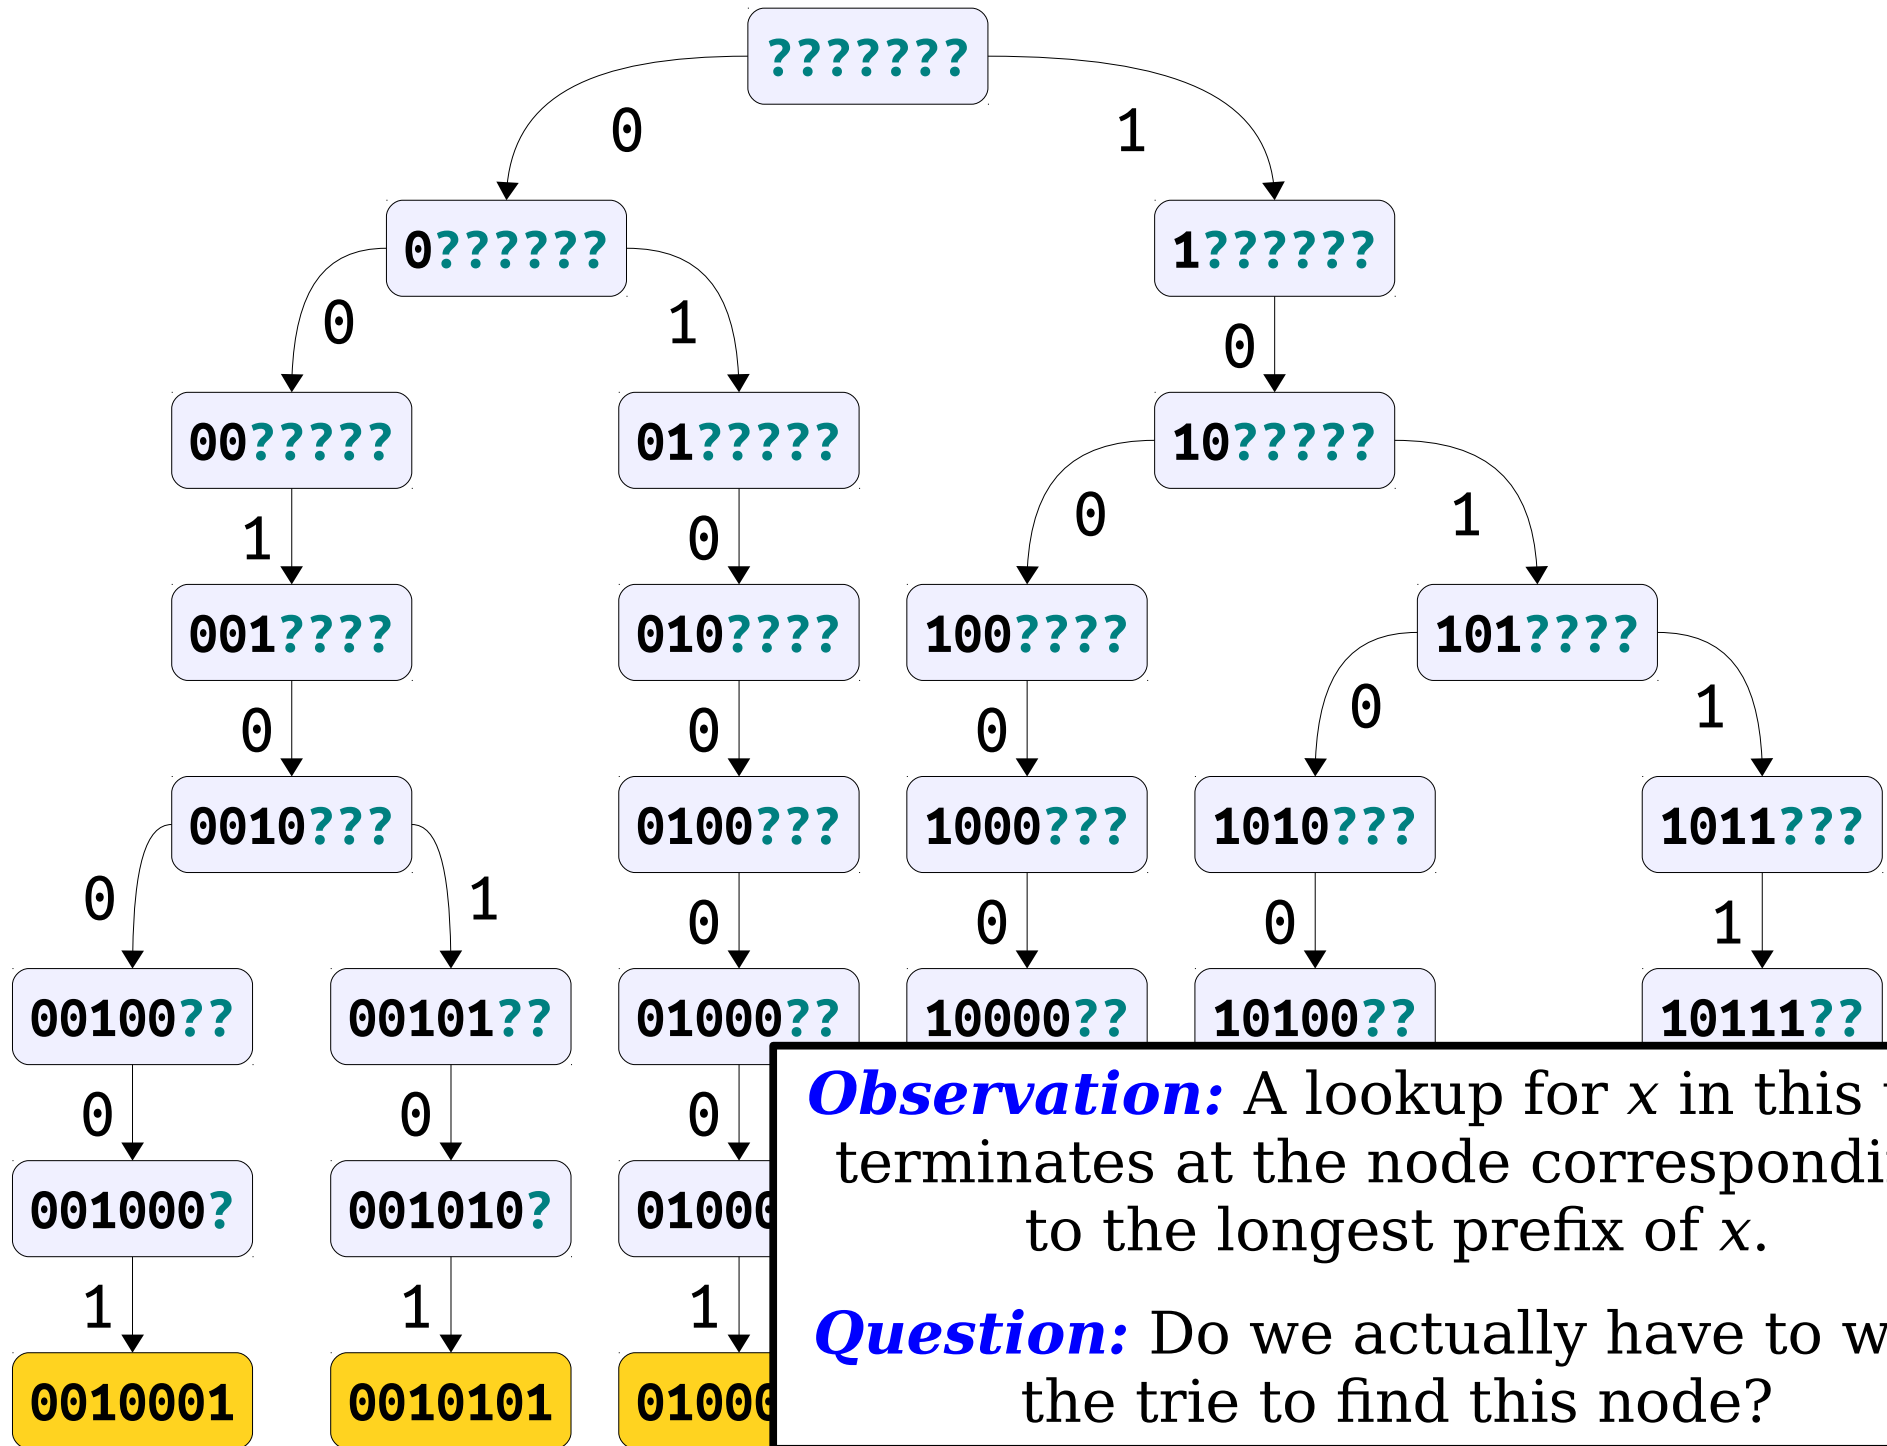 ???????
0 1
0?????? 1??????
0 1 0
00????? 01????? 10?????
1 0 0 1
001???? 010???? 100???? 101????
0 0 0 0 1
0010??? 0100??? 1000??? 1010??? 1011???
0 1 0 0 0 1
00100?? 00101?? 01000?? 10000?? 10100?? 10111??
0 0 0
001000? 001010? 01000
1 1 1
0010001 0010101 01000
Observation: A lookup for x in this
terminates at the node
to the longest prefix of x.
Question: Do we actually have to
the trie to find this node?